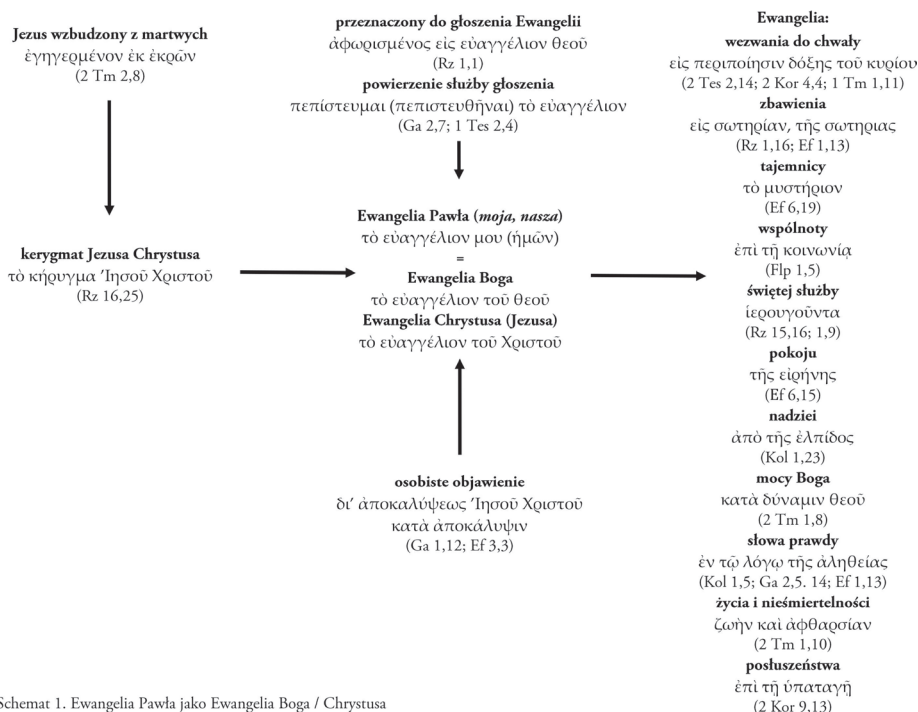 Jezus wzbudzony z martwych
ἐγηγερμένον ἐκ ἐκρῶν
(2 Tm 2,8)
kerygmat Jezusa Chrystusa
τὸ κήρυγμα Ἰησοῦ Χριστοῦ
(Rz 16,25)
przeznaczony do głoszenia Ewangelii
ἀφωρισμένος εἰς εὐαγγέλιον θεοῦ
(Rz 1,1)
powierzenie służby głoszenia
πεπίστευμαι (πεπιστευθῆναι) τὸ εὐαγγέλιον
(Ga 2,7; 1 Tes 2,4)
Ewangelia Pawła (moja, nasza)
τὸ εὐαγγέλιον μου (ἡμῶν)
=
Ewangelia Boga
τὸ εὐαγγέλιον τοῦ θεοῦ
Ewangelia Chrystusa (Jezusa)
τὸ εὐαγγέλιον τοῦ Χριστοῦ
osobiste objawienie
δι’ ἀποκαλύψεως Ἰησοῦ Χριστοῦ
κατὰ ἀποκάλυψιν
(Ga 1,12; Ef 3,3)
Ewangelia:
wezwania do chwały
εἰς περιποίησιν δόξης τοῦ κυρίου
(2 Tes 2,14; 2 Kor 4,4; 1 Tm 1,11)
zbawienia
εἰς σωτηρίαν, τῆς σωτηριας
(Rz 1,16; Ef 1,13)
tajemnicy
τὸ μυστήριον
(Ef 6,19)
wspólnoty
ἐπὶ τῇ κοινωνίᾳ
(Flp 1,5)
świętej służby
ἱερουγοῦντα
(Rz 15,16; 1,9)
pokoju
τῆς εἰρήνης
(Ef 6,15)
nadziei
ἀπὸ τῆς ἐλπίδος
(Kol 1,23)
mocy Boga
κατὰ δύναμιν θεοῦ
(2 Tm 1,8)
słowa prawdy
ἐν τῷ λόγῳ τῆς ἀληθείας
(Kol 1,5; Ga 2,5. 14; Ef 1,13)
życia i nieśmiertelności
ζωὴν καὶ ἀφθαρσίαν
(2 Tm 1,10)
posłuszeństwa
ἐπὶ τῇ ὑπαταγῇ
(2 Kor 9,13)
Schemat 1. Ewangelia Pawła jako Ewangelia Boga / Chrystusa